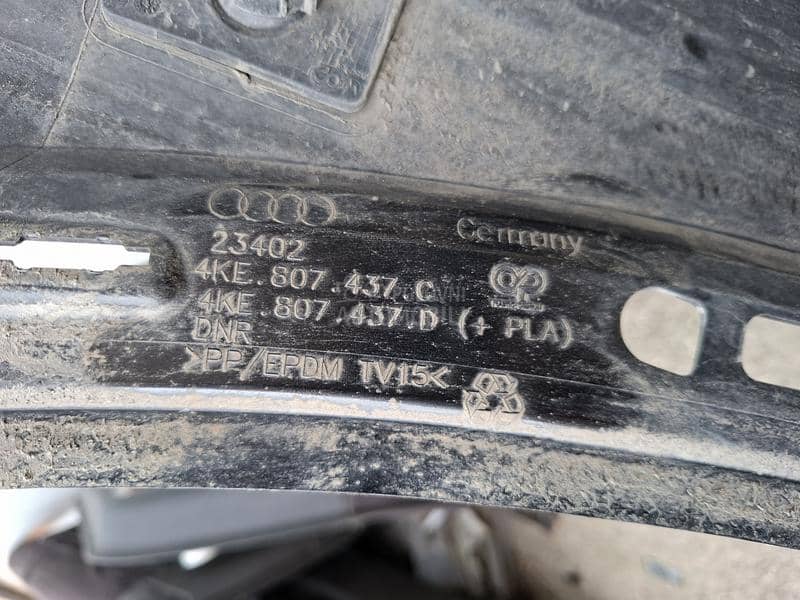 Germany
23402
4KE.807.437.C
4KE.807.437.D (+ PLA)
DNR
>PP/EPDM TV15<